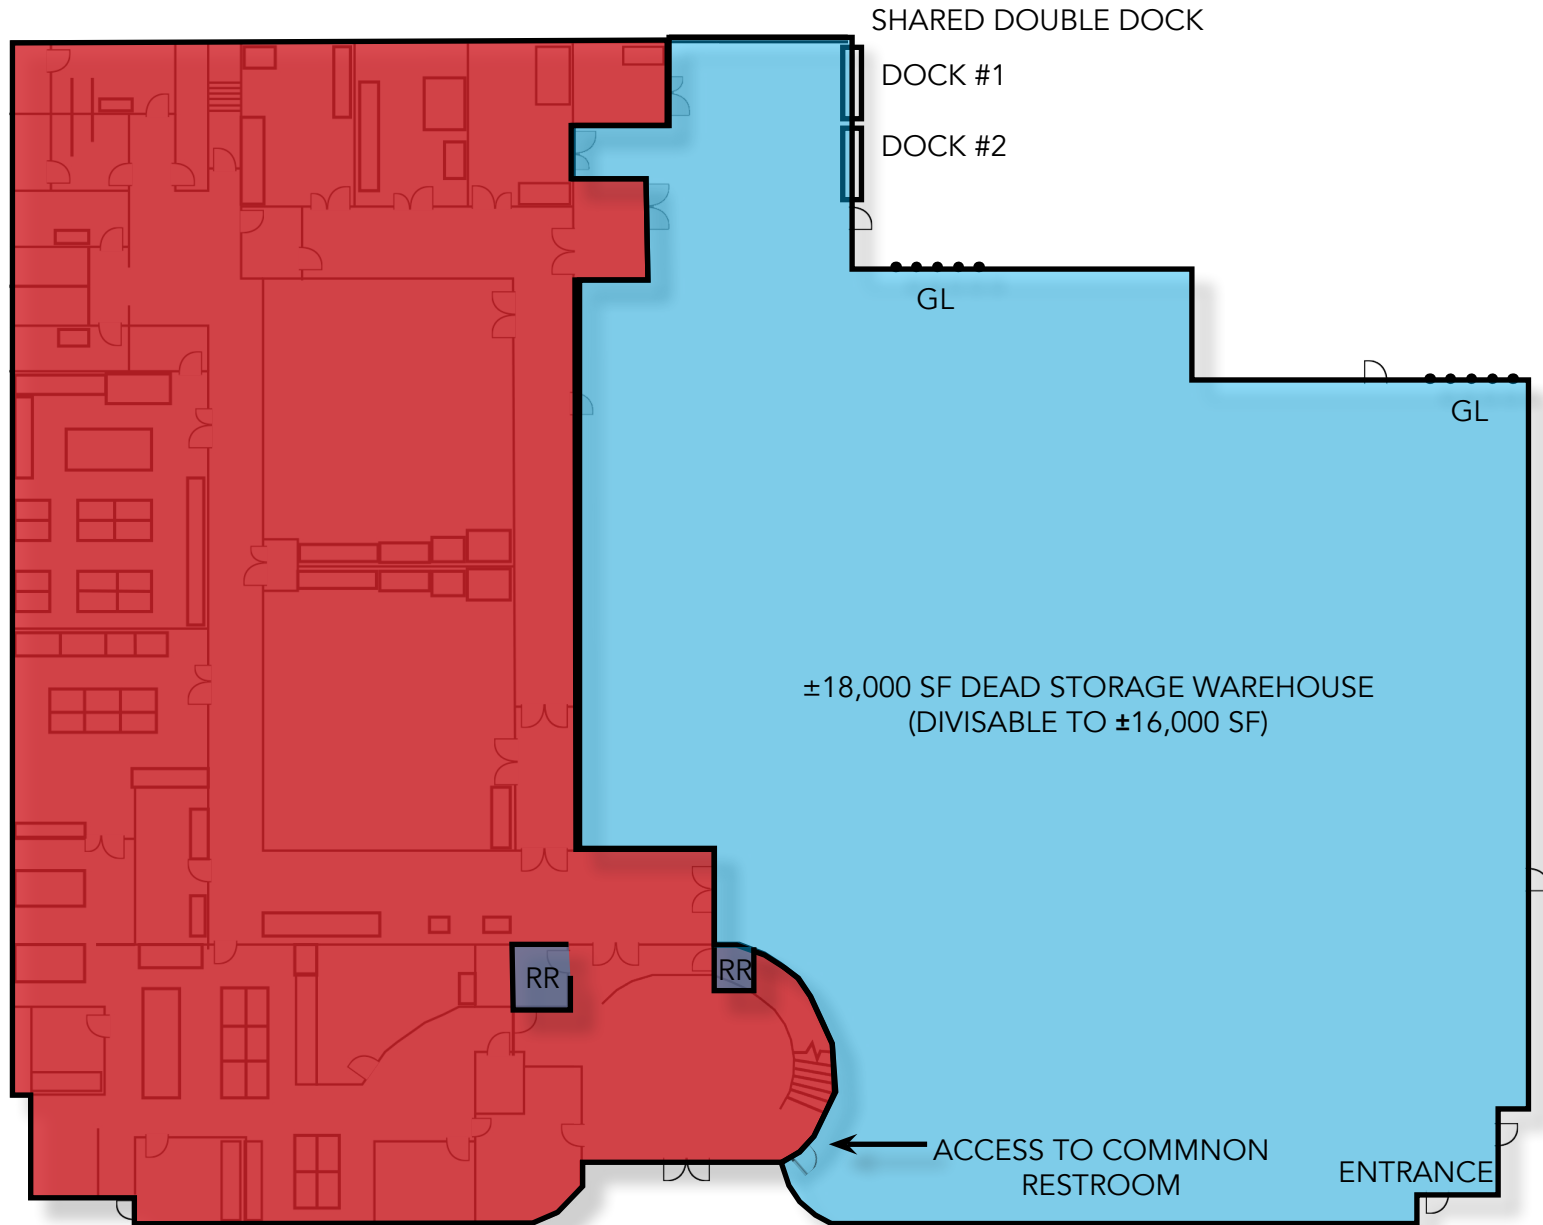 SHARED DOUBLE DOCK
DOCK #1
DOCK #2
GL
GL
±18,000 SF DEAD STORAGE WAREHOUSE
(DIVISABLE TO ±16,000 SF)
RR
RR
ACCESS TO COMMNON
RESTROOM
ENTRANCE